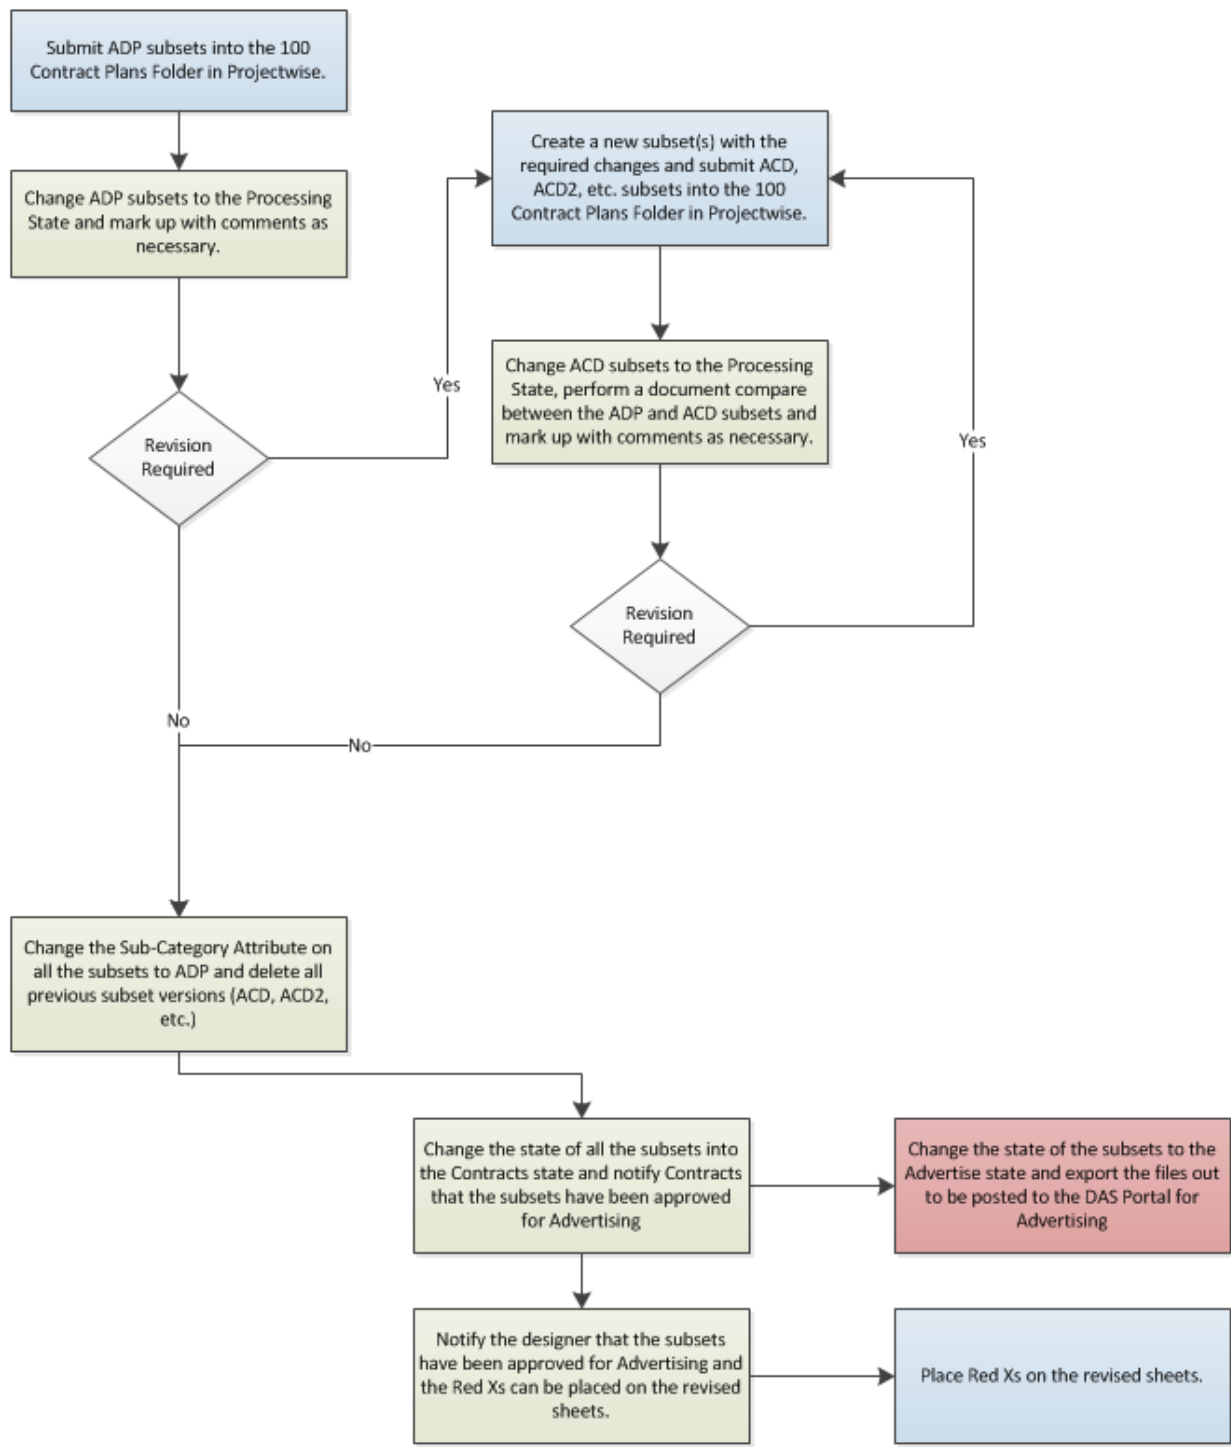 Submit ADP subsets into the 100
Contract Plans Folder in Projectwise.
Change ADP subsets to the Processing
State and mark up with comments as
necessary.
Revision
Required
Yes
Create a new subset(s) with the
required changes and submit ACD,
ACD2, etc. subsets into the 100
Contract Plans Folder in Projectwise.
Change ACD subsets to the Processing
State, perform a document compare
between the ADP and ACD subsets and
mark up with comments as necessary.
Yes
Revision
Required
No
No
Change the Sub-Category Attribute on
all the subsets to ADP and delete all
previous subset versions (ACD, ACD2,
etc.)
Change the state of all the subsets into
the Contracts state and notify Contracts
that the subsets have been approved
for Advertising
Change the state of the subsets to the
Advertise state and export the files out
to be posted to the DAS Portal for
Advertising
Notify the designer that the subsets
have been approved for Advertising and
the Red Xs can be placed on the revised
sheets.
Place Red Xs on the revised sheets.